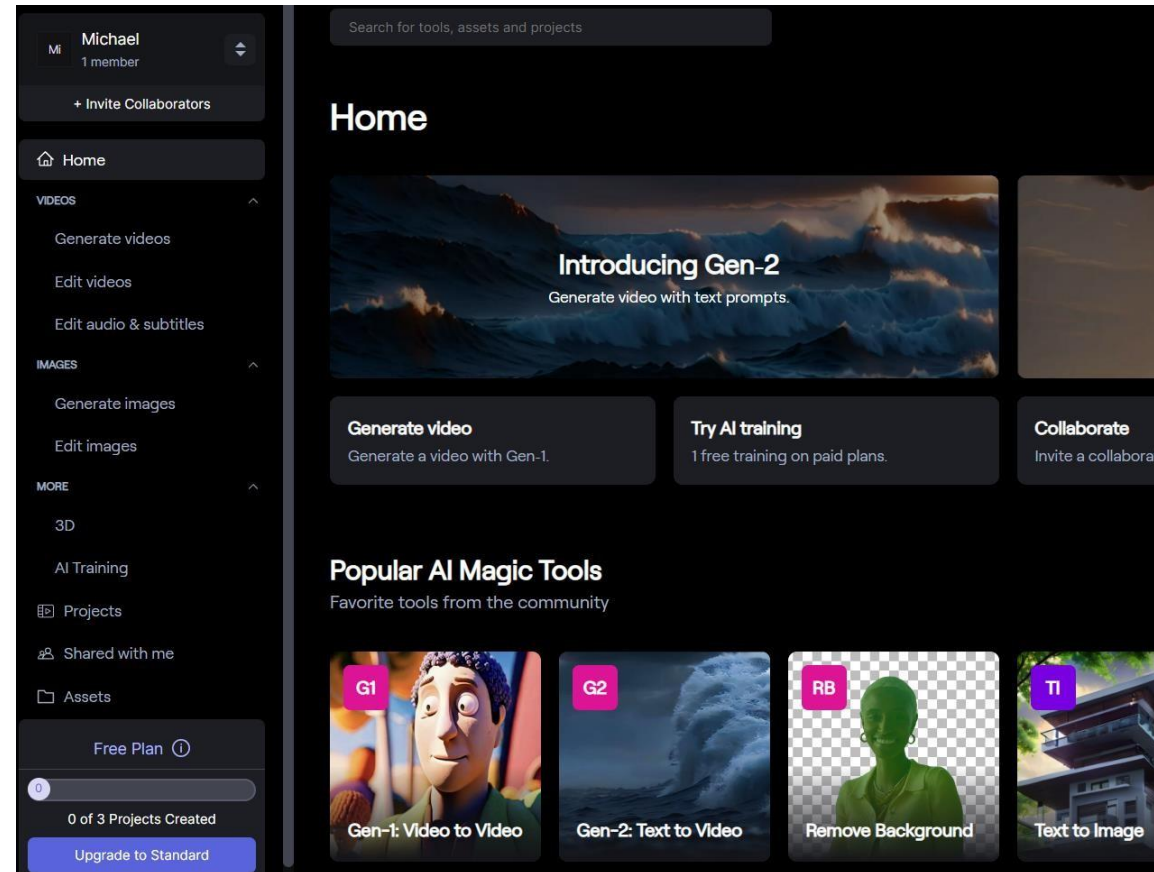 Mi
Michael
1 member
+ Invite Collaborators
Home
VIDEOS
Generate videos
Edit videos
Edit audio & subtitles
IMAGES
Generate images
Edit images
MORE
3D
AI Training
Projects
Shared with me
Assets
Free Plan
0
0 of 3 Projects Created
Upgrade to Standard
Search for tools, assets and projects
Home
Introducing Gen-2
Generate video with text prompts.
Generate video
Generate a video with Gen-1.
Try AI training
1 free training on paid plans.
Collaborate
Invite a collabora
Popular AI Magic Tools
Favorite tools from the community
G1
Gen-1: Video to Video
G2
Gen-2: Text to Video
RB
Remove Background
TI
Text to Image